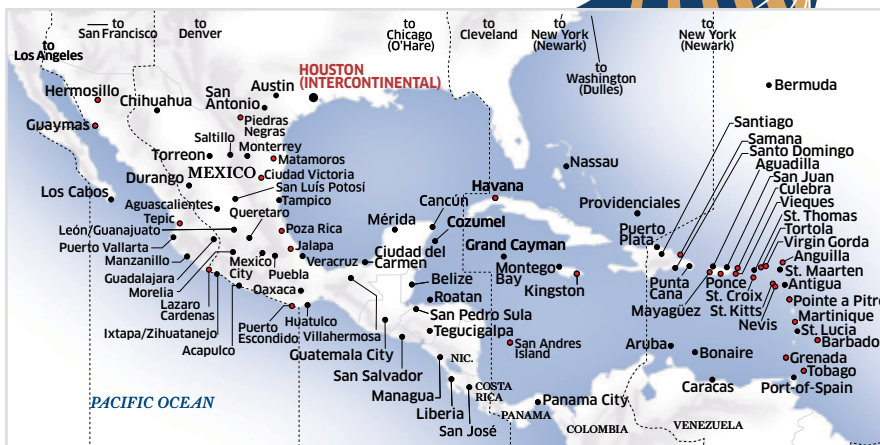 to
San Francisco
to
Denver
to
Chicago
(O'Hare)
to
Cleveland
to
New York
(Newark)
to
New York
(Newark)
to
Los Angeles
to
Washington
(Dulles)
HOUSTON
(INTERCONTINENTAL)
Bermuda
Hermosillo
Chihuahua
San
Antonio
Austin
Guaymas
Piedras
Negras
Saltillo
Monterrey
Torreon
Matamoros
MEXICO
Ciudad Victoria
Durango
San Luís Potosí
Los Cabos
Tampico
Aguascalientes
Queretaro
Tepic
León/Guanajuato
Poza Rica
Puerto Vallarta
Jalapa
Manzanillo
Mexico
City
Puebla
Veracruz
Guadalajara
Morelia
Oaxaca
Lazaro
Cardenas
Ixtapa/Zihuatanejo
Acapulco
Puerto
Escondido
Huatulco
Villahermosa
Ciudad del
Carmen
Mérida
Cancún
Cozumel
Havana
Nassau
Grand Cayman
Montego
Bay
Kingston
Belize
Roatan
San Pedro Sula
Tegucigalpa
Guatemala City
San Salvador
Managua
Liberia
San José
NIC.
COSTA
RICA
PANAMA
Panama City
San Andres
Island
COLOMBIA
VENEZUELA
PACIFIC OCEAN
Providenciales
Puerto
Plata
Santiago
Samana
Santo Domingo
Aguadilla
San Juan
Culebra
Vieques
St. Thomas
Tortola
Virgin Gorda
Anguilla
St. Maarten
Antigua
Punta
Cana
Mayagüez
Ponce
St. Croix
St. Kitts
Nevis
Pointe a Pitr
Martinique
St. Lucia
Barbado
Grenada
Tobago
Port-of-Spain
Aruba
Bonaire
Caracas